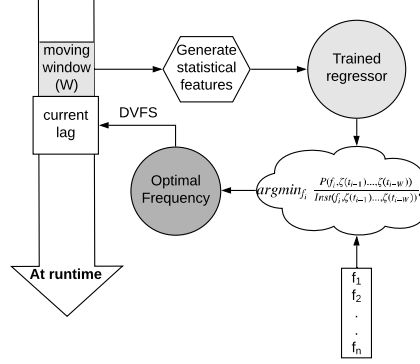 moving
window
(W)
Generate
statistical
features
Trained
regressor
current
lag
DVFS
Optimal
Frequency
argmin_{f_i} P(f_i,ζ(t_{i−1})...,ζ(t_{i−W})) / Inst(f_i,ζ(t_{i−1})...,ζ(t_{i−W}))'
At runtime
f₁
f₂
.
.
fₙ